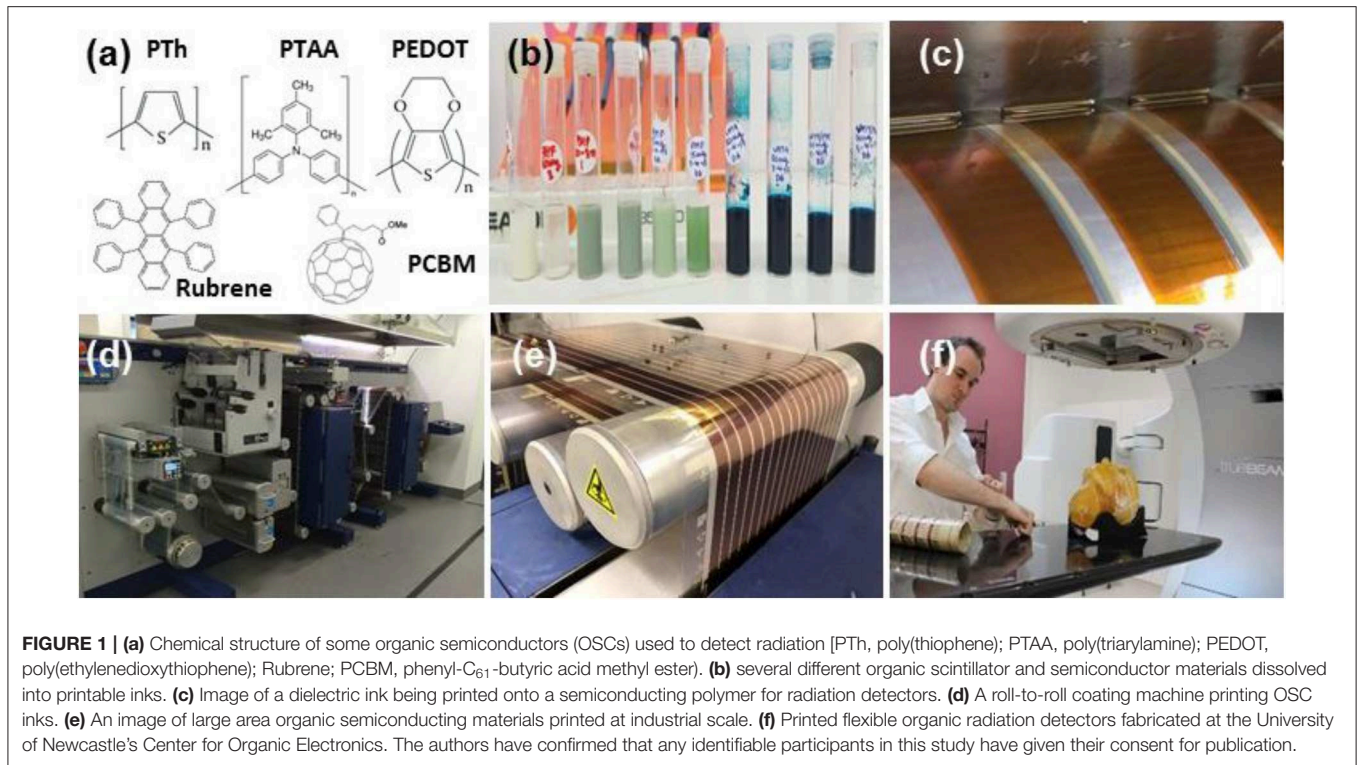 (a)
PTh
PTAA
PEDOT
S
n
CH₃
H₃C
CH₃
N
n
O
O
S
n
Rubrene
OMe
O
PCBM
(b)
(c)
(d)
(e)
(f)
FIGURE 1 | (a) Chemical structure of some organic semiconductors (OSCs) used to detect radiation [PTh, poly(thiophene); PTAA, poly(triarylamine); PEDOT,
poly(ethylenedioxythiophene); Rubrene; PCBM, phenyl-C₆₁-butyric acid methyl ester). (b) several different organic scintillator and semiconductor materials dissolved
into printable inks. (c) Image of a dielectric ink being printed onto a semiconducting polymer for radiation detectors. (d) A roll-to-roll coating machine printing OSC
inks. (e) An image of large area organic semiconducting materials printed at industrial scale. (f) Printed flexible organic radiation detectors fabricated at the University
of Newcastle's Center for Organic Electronics. The authors have confirmed that any identifiable participants in this study have given their consent for publication.